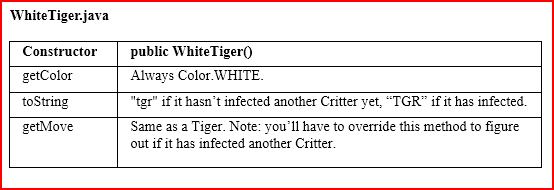 WhiteTiger.java
Constructor public WhiteTiger()
getColor Always Color.WHITE.
toString "tgr" if it hasn't infected another Critter yet, “TGR” if it has infected.
getMove Same as a Tiger. Note: you’ll have to override this method to figure
out if it has infected another Critter.